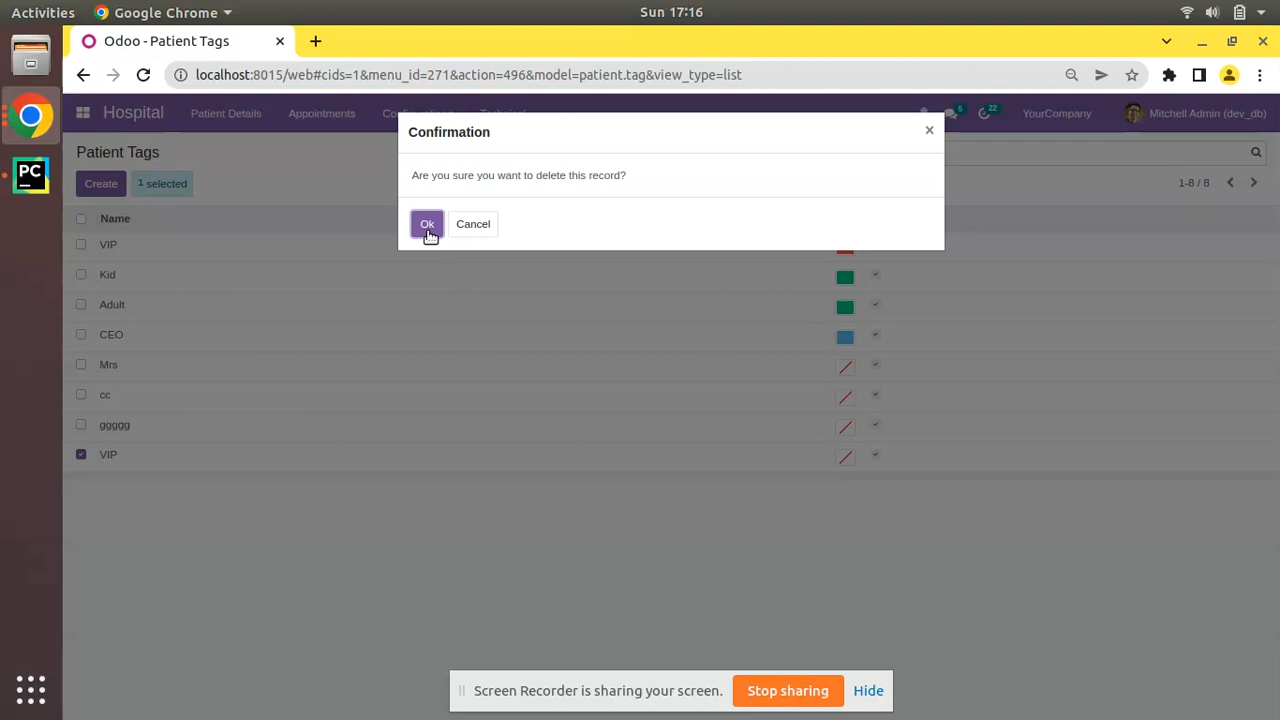 Activities
Google Chrome
Sun 17:16
Odoo - Patient Tags
localhost:8015/web#cids=1&menu_id=271&action=496&model=patient.tag&view_type=list
Hospital
Patient Details
Appointments
5
22
YourCompany
Mitchell Admin (dev_db)
Confirmation
Patient Tags
Are you sure you want to delete this record?
Create
1 selected
1-8 / 8
Ok
Cancel
Name
VIP
Kid
Adult
CEO
Mrs
cc
ggggg
VIP
PC
Screen Recorder is sharing your screen.
Stop sharing
Hide